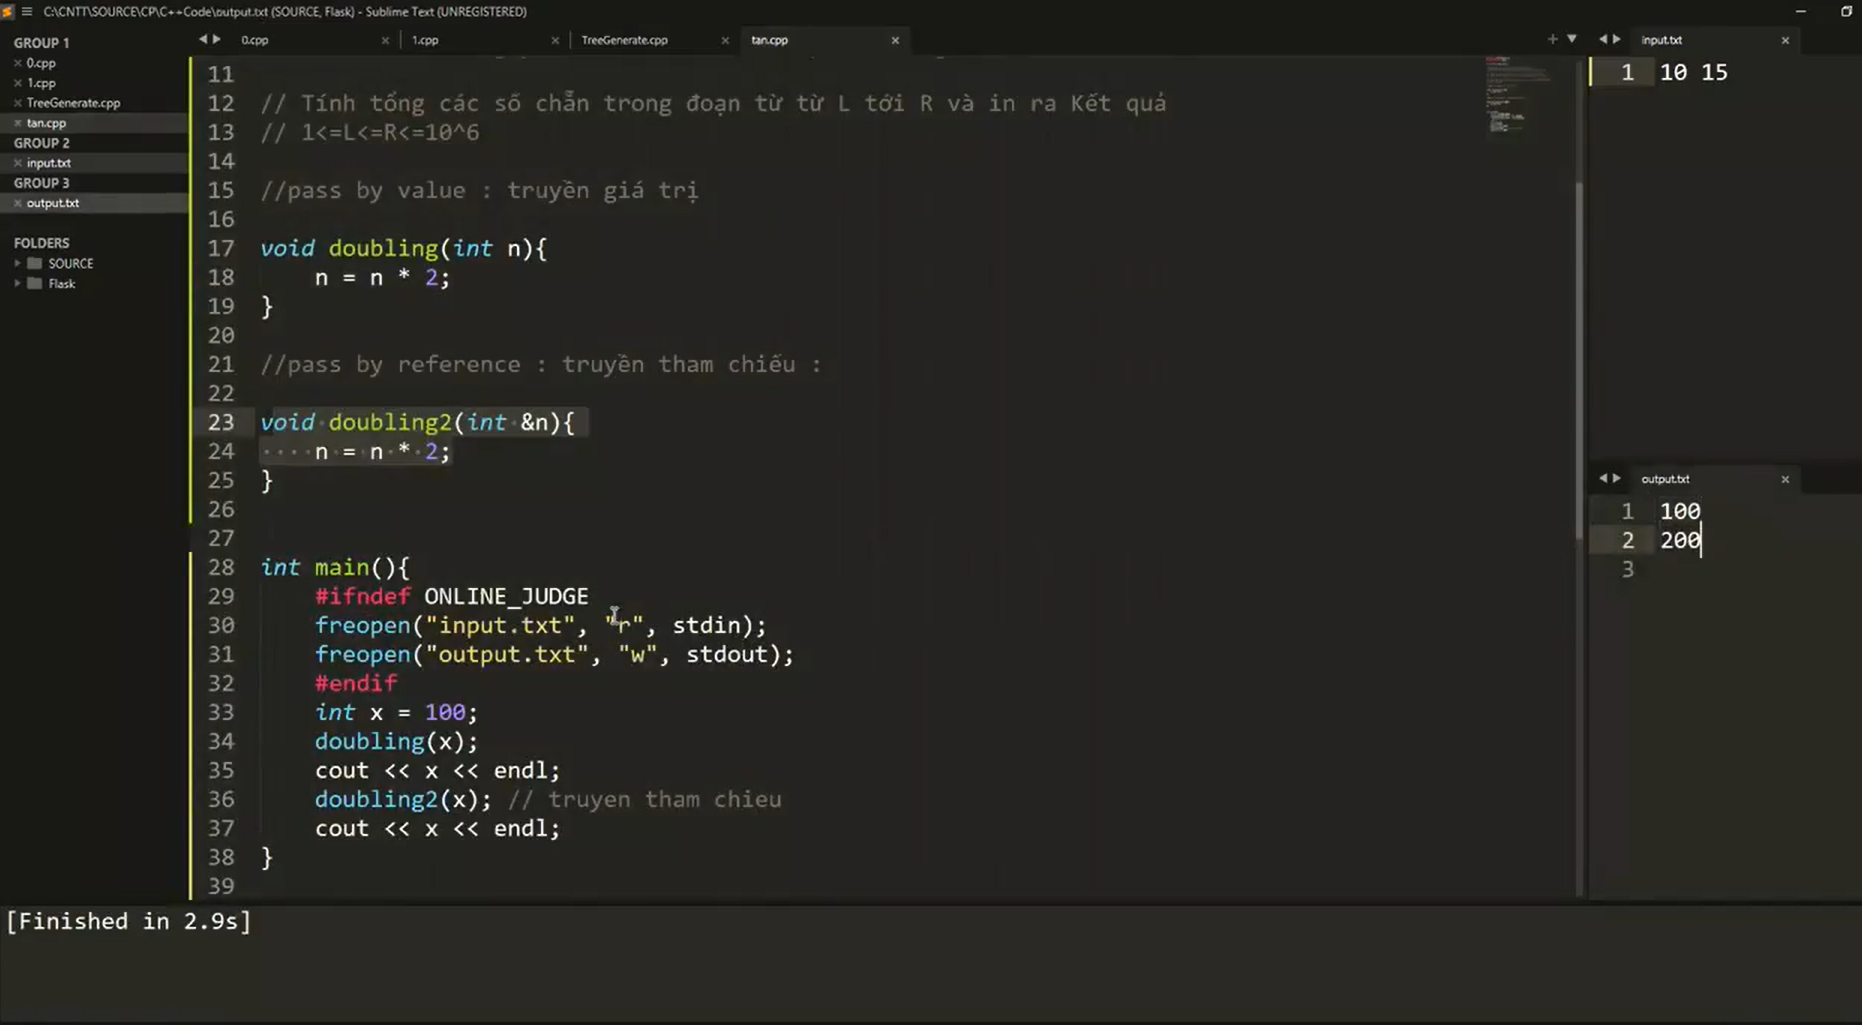 C:\CNTT\SOURCE\CP\C++Code\output.txt (SOURCE, Flask) - Sublime Text (UNREGISTERED)
GROUP 1
0.cpp
1.cpp
TreeGenerate.cpp
tan.cpp
GROUP 2
input.txt
GROUP 3
output.txt
FOLDERS
SOURCE
Flask
0.cpp
1.cpp
TreeGenerate.cpp
tan.cpp
11
12 // Tính tổng các số chẵn trong đoạn từ từ L tới R và in ra Kết quả
13 // 1<=L<=R<=10^6
14
15 //pass by value : truyền giá trị
16
17 void doubling(int n){
18 n = n * 2;
19 }
20
21 //pass by reference : truyền tham chiếu :
22
23 void doubling2(int &n){
24 n = n * 2;
25 }
26
27
28 int main(){
29 #ifndef ONLINE_JUDGE
30 freopen("input.txt", "r", stdin);
31 freopen("output.txt", "w", stdout);
32 #endif
33 int x = 100;
34 doubling(x);
35 cout << x << endl;
36 doubling2(x); // truyen tham chieu
37 cout << x << endl;
38 }
39
input.txt
1 10 15
output.txt
1 100
2 200
3
[Finished in 2.9s]